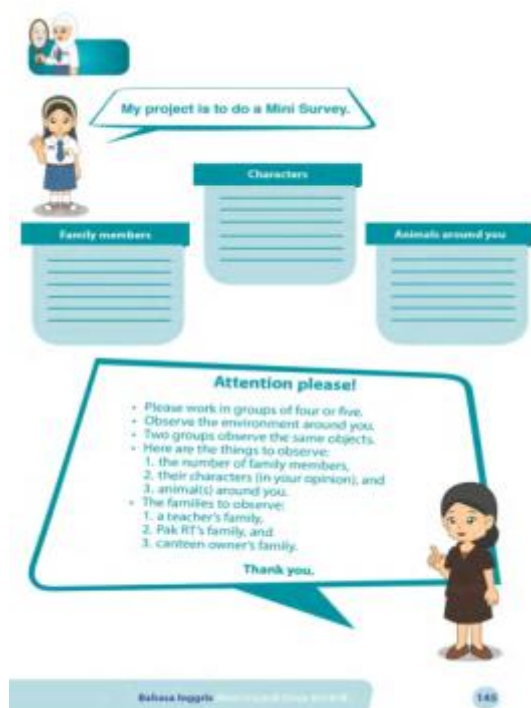 My project is to do a Mini Survey.
Characters
Family members
Animals around you
Attention please!
• Please work in groups of four or five.
• Observe the environment around you.
• Two groups observe the same objects.
• Here are the things to observe:
1. the number of family members,
2. their characters (in your opinion), and
3. animal(s) around you.
• The families to observe:
1. a teacher's family,
2. Pak RT's family, and
3. canteen owner's family.
Thank you.
Bahasa Inggris
145